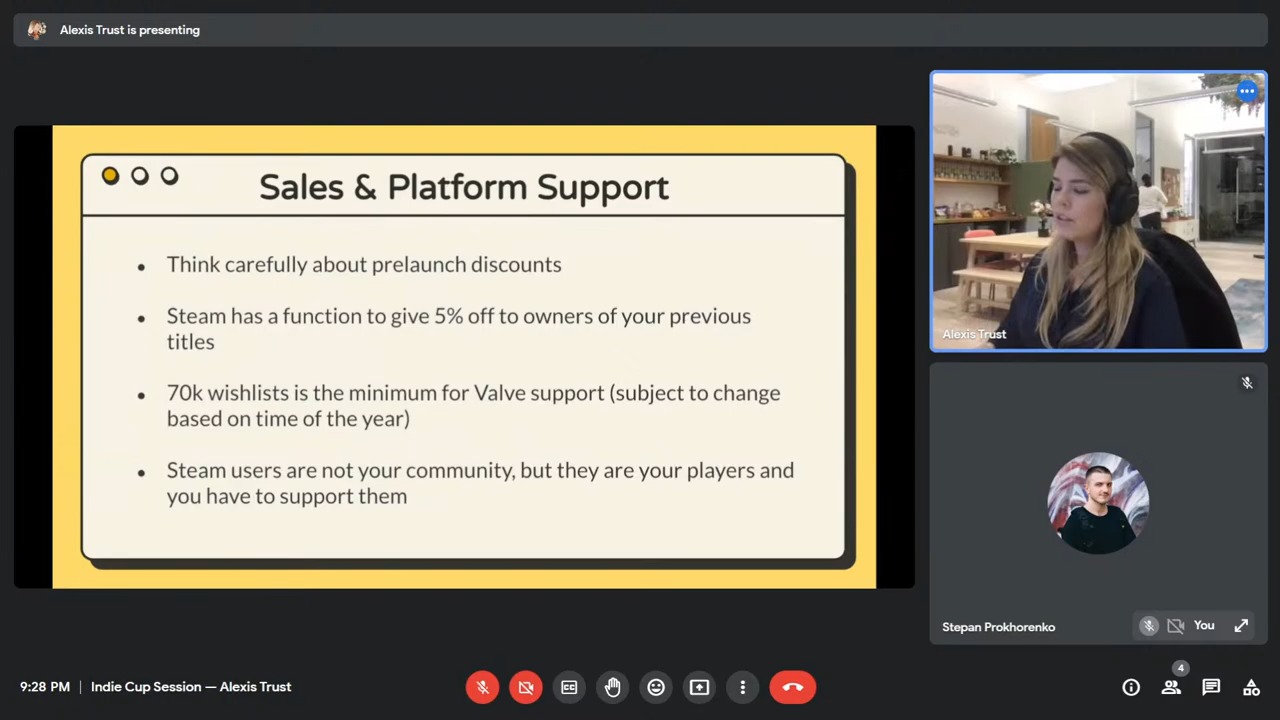 Alexis Trust is presenting
Sales & Platform Support
Think carefully about prelaunch discounts
Steam has a function to give 5% off to owners of your previous
titles
70k wishlists is the minimum for Valve support (subject to change
based on time of the year)
Steam users are not your community, but they are your players and
you have to support them
Alexis Trust
Stepan Prokhorenko
You
9:28 PM | Indie Cup Session — Alexis Trust
4